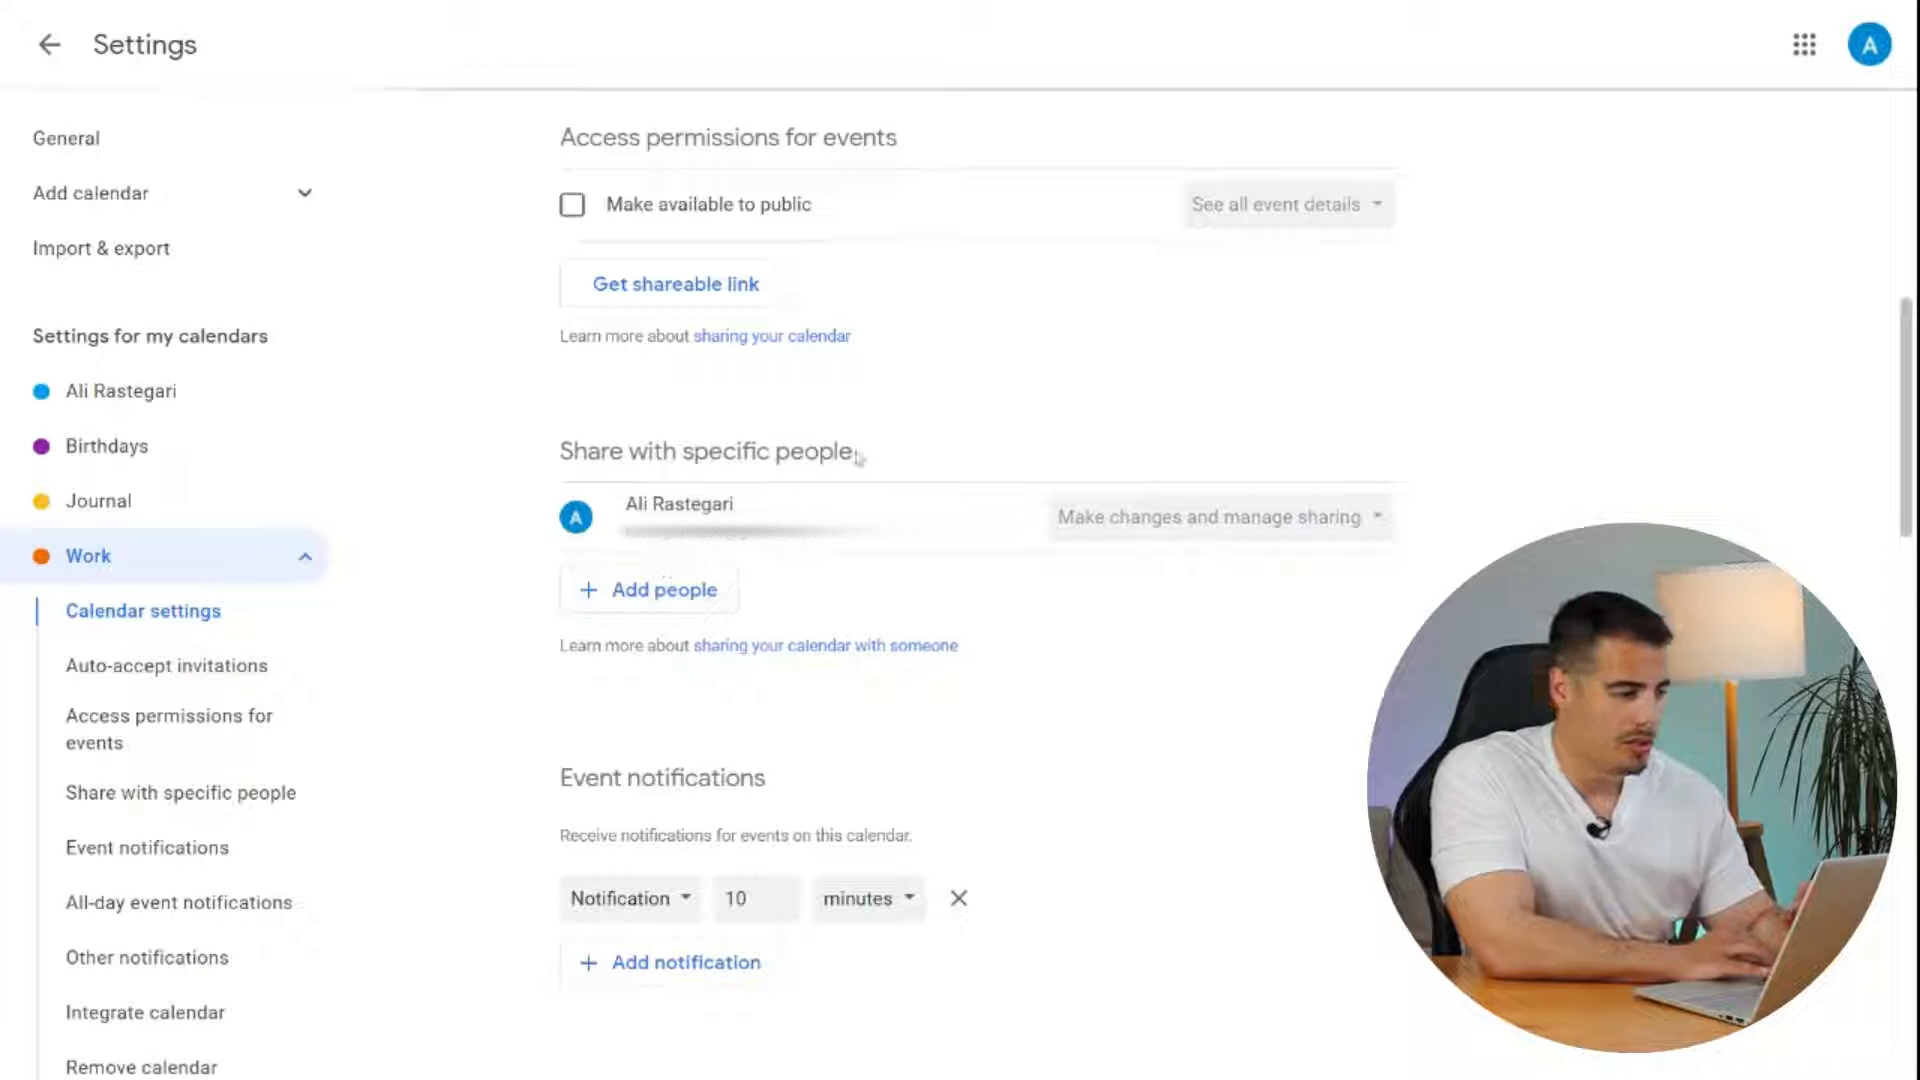 Settings
A
General
Add calendar
Import & export
Settings for my calendars
Ali Rastegari
Birthdays
Journal
Work
Calendar settings
Auto-accept invitations
Access permissions for
events
Share with specific people
Event notifications
All-day event notifications
Other notifications
Integrate calendar
Remove calendar
Access permissions for events
Make available to public
See all event details
Get shareable link
Learn more about sharing your calendar
Share with specific people
A
Ali Rastegari
Make changes and manage sharing
+ Add people
Learn more about sharing your calendar with someone
Event notifications
Receive notifications for events on this calendar.
Notification 10 minutes
+ Add notification